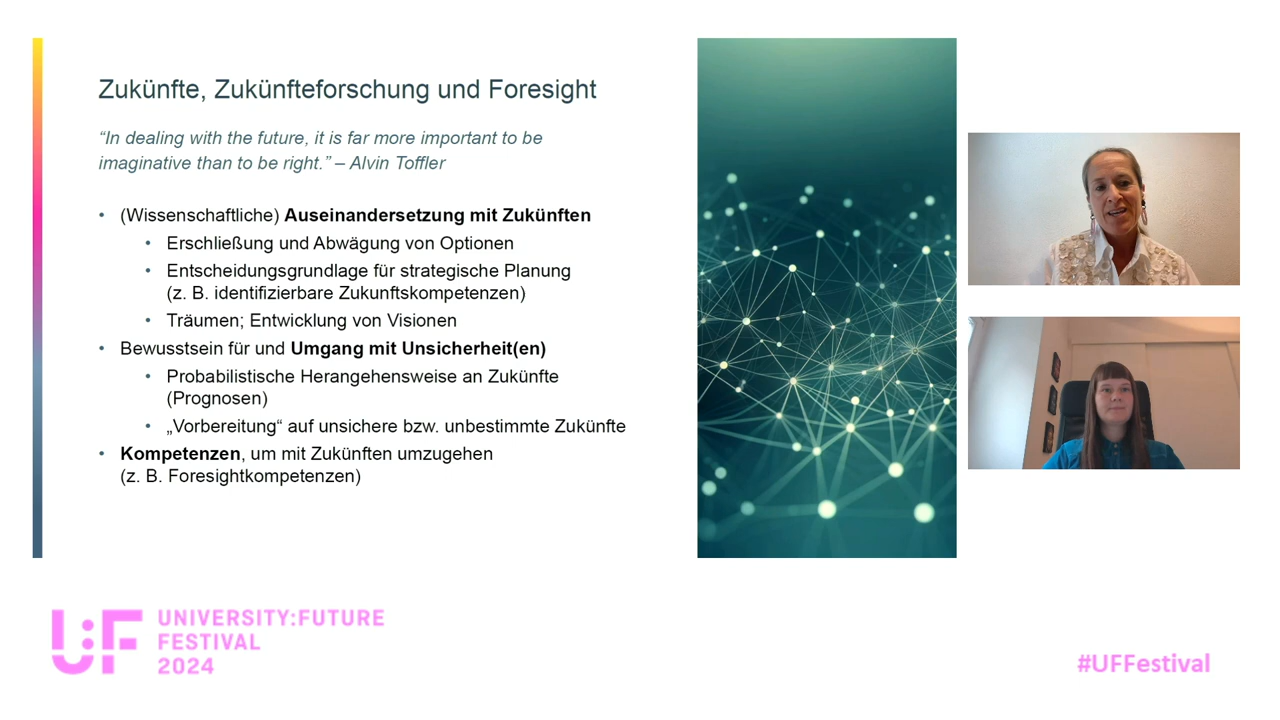 Zukünfte, Zukünfteforschung und Foresight
“In dealing with the future, it is far more important to be
imaginative than to be right.” – Alvin Toffler
• (Wissenschaftliche) Auseinandersetzung mit Zukünften
• Erschließung und Abwägung von Optionen
• Entscheidungsgrundlage für strategische Planung
(z. B. identifizierbare Zukunftskompetenzen)
• Träumen; Entwicklung von Visionen
• Bewusstsein für und Umgang mit Unsicherheit(en)
• Probabilistische Herangehensweise an Zukünfte
(Prognosen)
• „Vorbereitung“ auf unsichere bzw. unbestimmte Zukünfte
• Kompetenzen, um mit Zukünften umzugehen
(z. B. Foresightkompetenzen)
U:F
UNIVERSITY:FUTURE
FESTIVAL
2024
#UFFestival